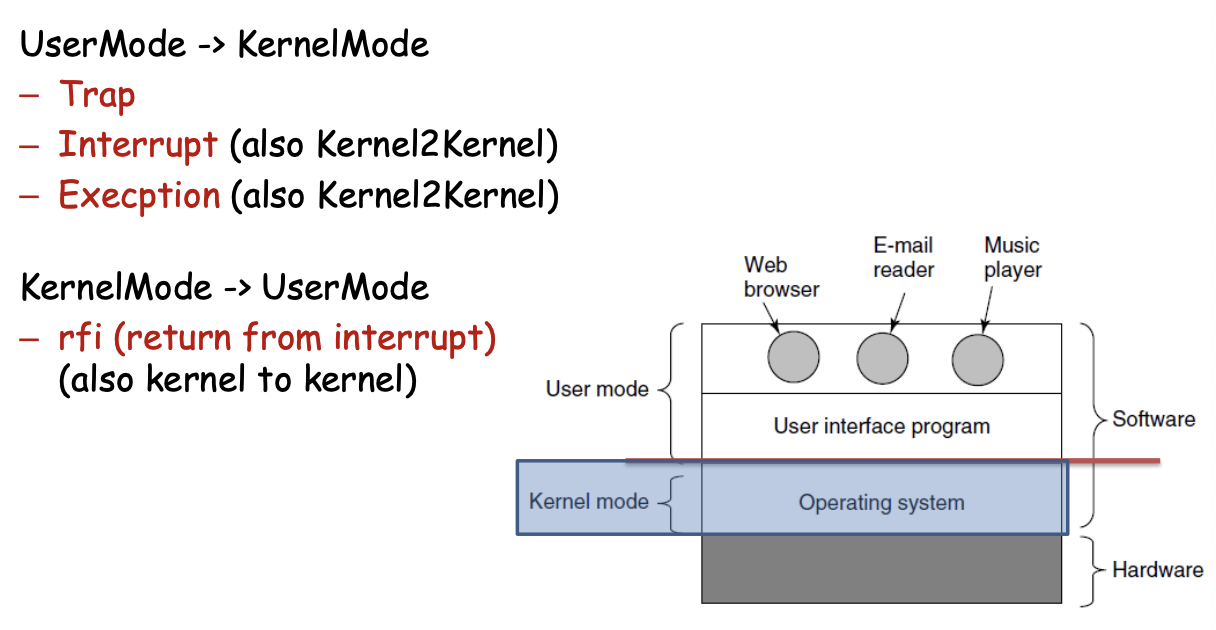 UserMode -> KernelMode
– Trap
– Interrupt (also Kernel2Kernel)
– Execption (also Kernel2Kernel)
KernelMode -> UserMode
– rfi (return from interrupt)
(also kernel to kernel)
Web
browser
E-mail
reader
Music
player
User mode
User interface program
Software
Kernel mode
Operating system
Hardware